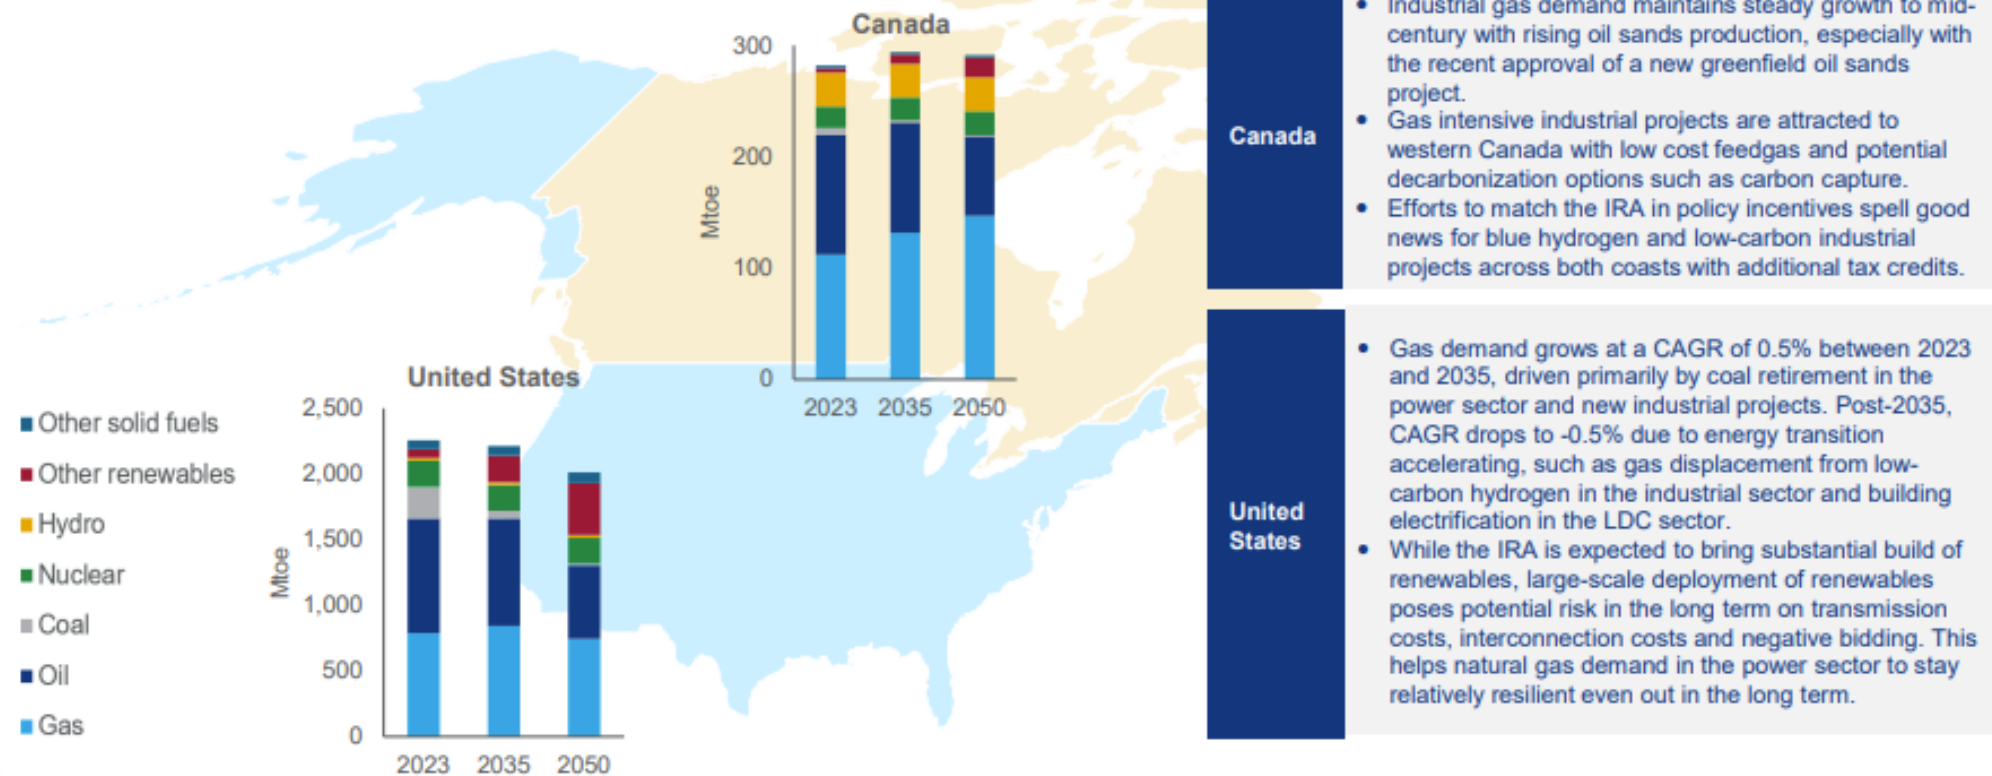 Canada
300
200
100
0
Mtoe
2023 2035 2050
United States
2,500
2,000
1,500
1,000
500
0
Mtoe
2023 2035 2050
Other solid fuels
Other renewables
Hydro
Nuclear
Coal
Oil
Gas
Canada
• Industrial gas demand maintains steady growth to mid-
century with rising oil sands production, especially with
the recent approval of a new greenfield oil sands
project.
• Gas intensive industrial projects are attracted to
western Canada with low cost feedgas and potential
decarbonization options such as carbon capture.
• Efforts to match the IRA in policy incentives spell good
news for blue hydrogen and low-carbon industrial
projects across both coasts with additional tax credits.
United
States
• Gas demand grows at a CAGR of 0.5% between 2023
and 2035, driven primarily by coal retirement in the
power sector and new industrial projects. Post-2035,
CAGR drops to -0.5% due to energy transition
accelerating, such as gas displacement from low-
carbon hydrogen in the industrial sector and building
electrification in the LDC sector.
• While the IRA is expected to bring substantial build of
renewables, large-scale deployment of renewables
poses potential risk in the long term on transmission
costs, interconnection costs and negative bidding. This
helps natural gas demand in the power sector to stay
relatively resilient even out in the long term.